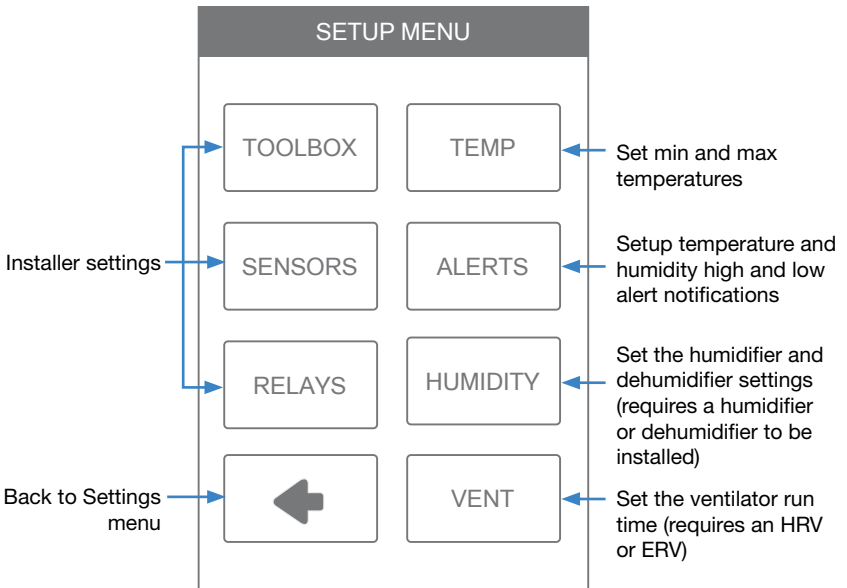 SETUP MENU
TOOLBOX
TEMP
Set min and max
temperatures
Installer settings
SENSORS
ALERTS
Setup temperature and
humidity high and low
alert notifications
RELAYS
HUMIDITY
Set the humidifier and
dehumidifier settings
(requires a humidifier
or dehumidifier to be
installed)
Back to Settings
menu
VENT
Set the ventilator run
time (requires an HRV
or ERV)